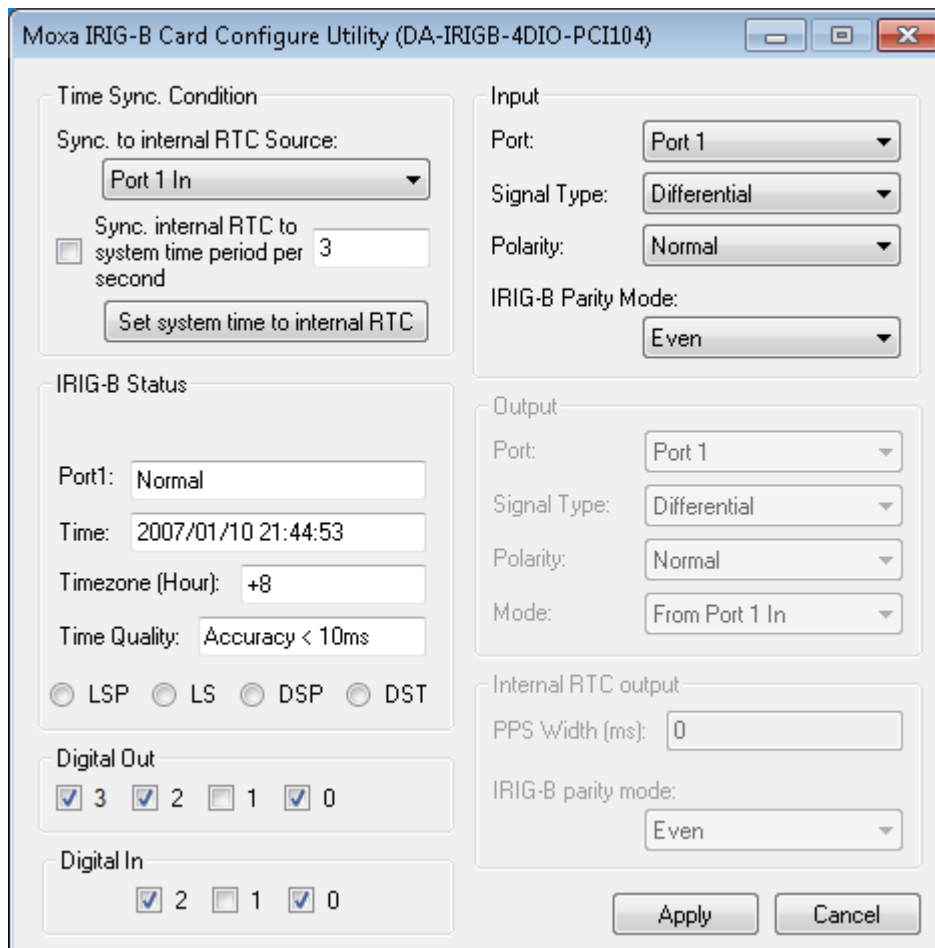 Moxa IRIG-B Card Configure Utility (DA-IRIGB-4DIO-PCI104)
Time Sync. Condition
Sync. to internal RTC Source:
Port 1 In
Sync. internal RTC to
system time period per
second
3
Set system time to internal RTC
IRIG-B Status
Port1: Normal
Time: 2007/01/10 21:44:53
Timezone (Hour): +8
Time Quality: Accuracy < 10ms
LSP LS DSP DST
Digital Out
3 2 1 0
Digital In
2 1 0
Input
Port: Port 1
Signal Type: Differential
Polarity: Normal
IRIG-B Parity Mode:
Even
Output
Port: Port 1
Signal Type: Differential
Polarity: Normal
Mode: From Port 1 In
Internal RTC output
PPS Width (ms): 0
IRIG-B parity mode:
Even
Apply Cancel